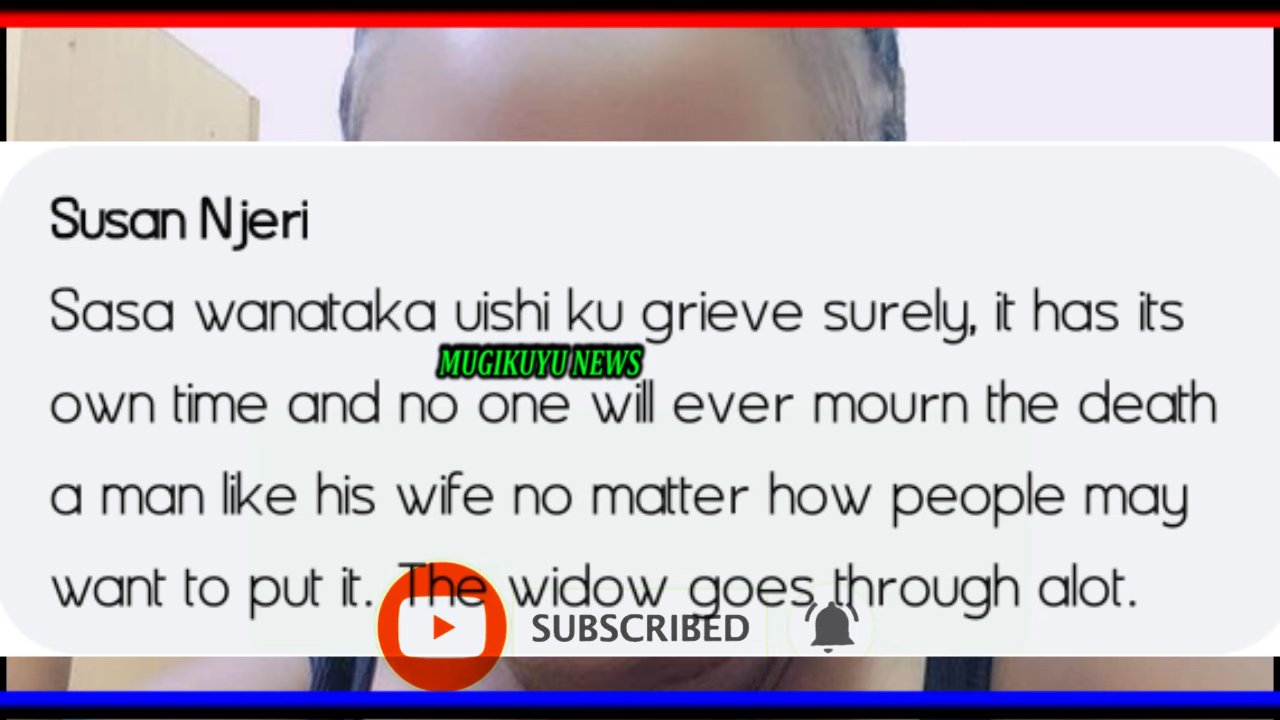 Susan Njeri
Sasa wanataka uishi ku grieve surely, it has its
MUGIKUYU NEWS
own time and no one will ever mourn the death
a man like his wife no matter how people may
want to put it. The widow goes through alot.
SUBSCRIBED